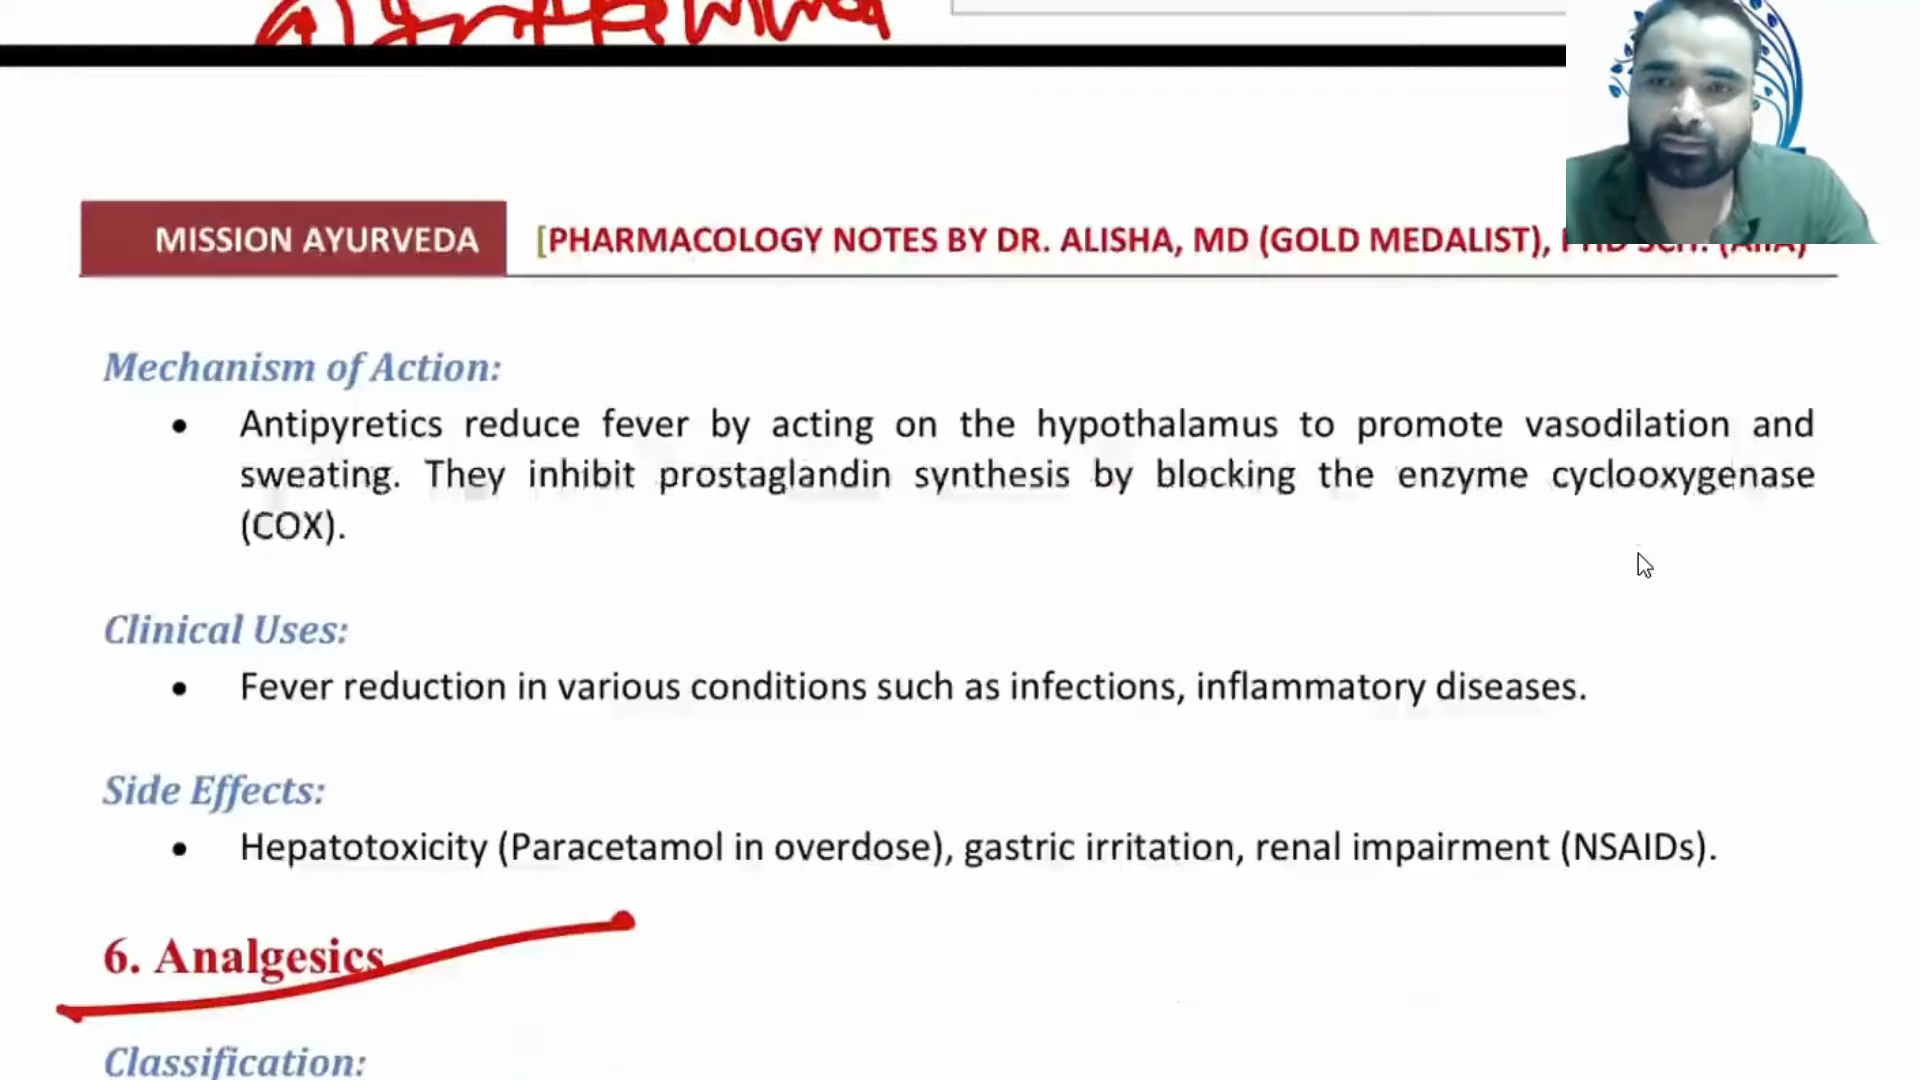 MISSION AYURVEDA
[PHARMACOLOGY NOTES BY DR. ALISHA, MD (GOLD MEDALIST),
Mechanism of Action:
• Antipyretics reduce fever by acting on the hypothalamus to promote vasodilation and
sweating. They inhibit prostaglandin synthesis by blocking the enzyme cyclooxygenase
(COX).
Clinical Uses:
• Fever reduction in various conditions such as infections, inflammatory diseases.
Side Effects:
• Hepatotoxicity (Paracetamol in overdose), gastric irritation, renal impairment (NSAIDs).
6. Analgesics
Classification: